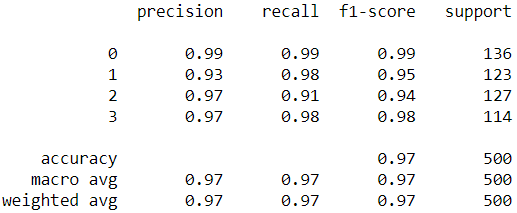 precision recall f1-score support
0 0.99 0.99 0.99 136
1 0.93 0.98 0.95 123
2 0.97 0.91 0.94 127
3 0.97 0.98 0.98 114
accuracy 0.97 500
macro avg 0.97 0.97 0.97 500
weighted avg 0.97 0.97 0.97 500